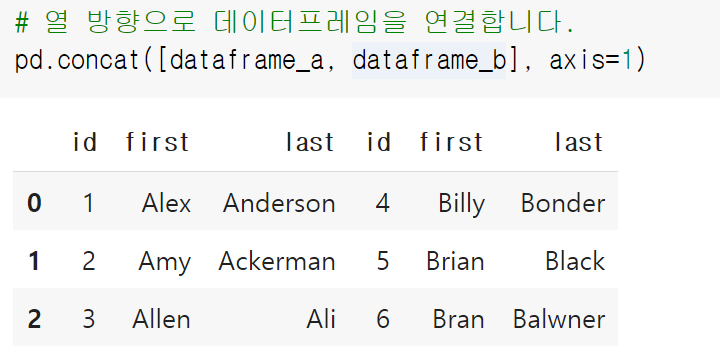 # 열 방향으로 데이터프레임을 연결합니다.
pd.concat([dataframe_a, dataframe_b], axis=1)
id first last id first last
0 1 Alex Anderson 4 Billy Bonder
1 2 Amy Ackerman 5 Brian Black
2 3 Allen Ali 6 Bran Balwner